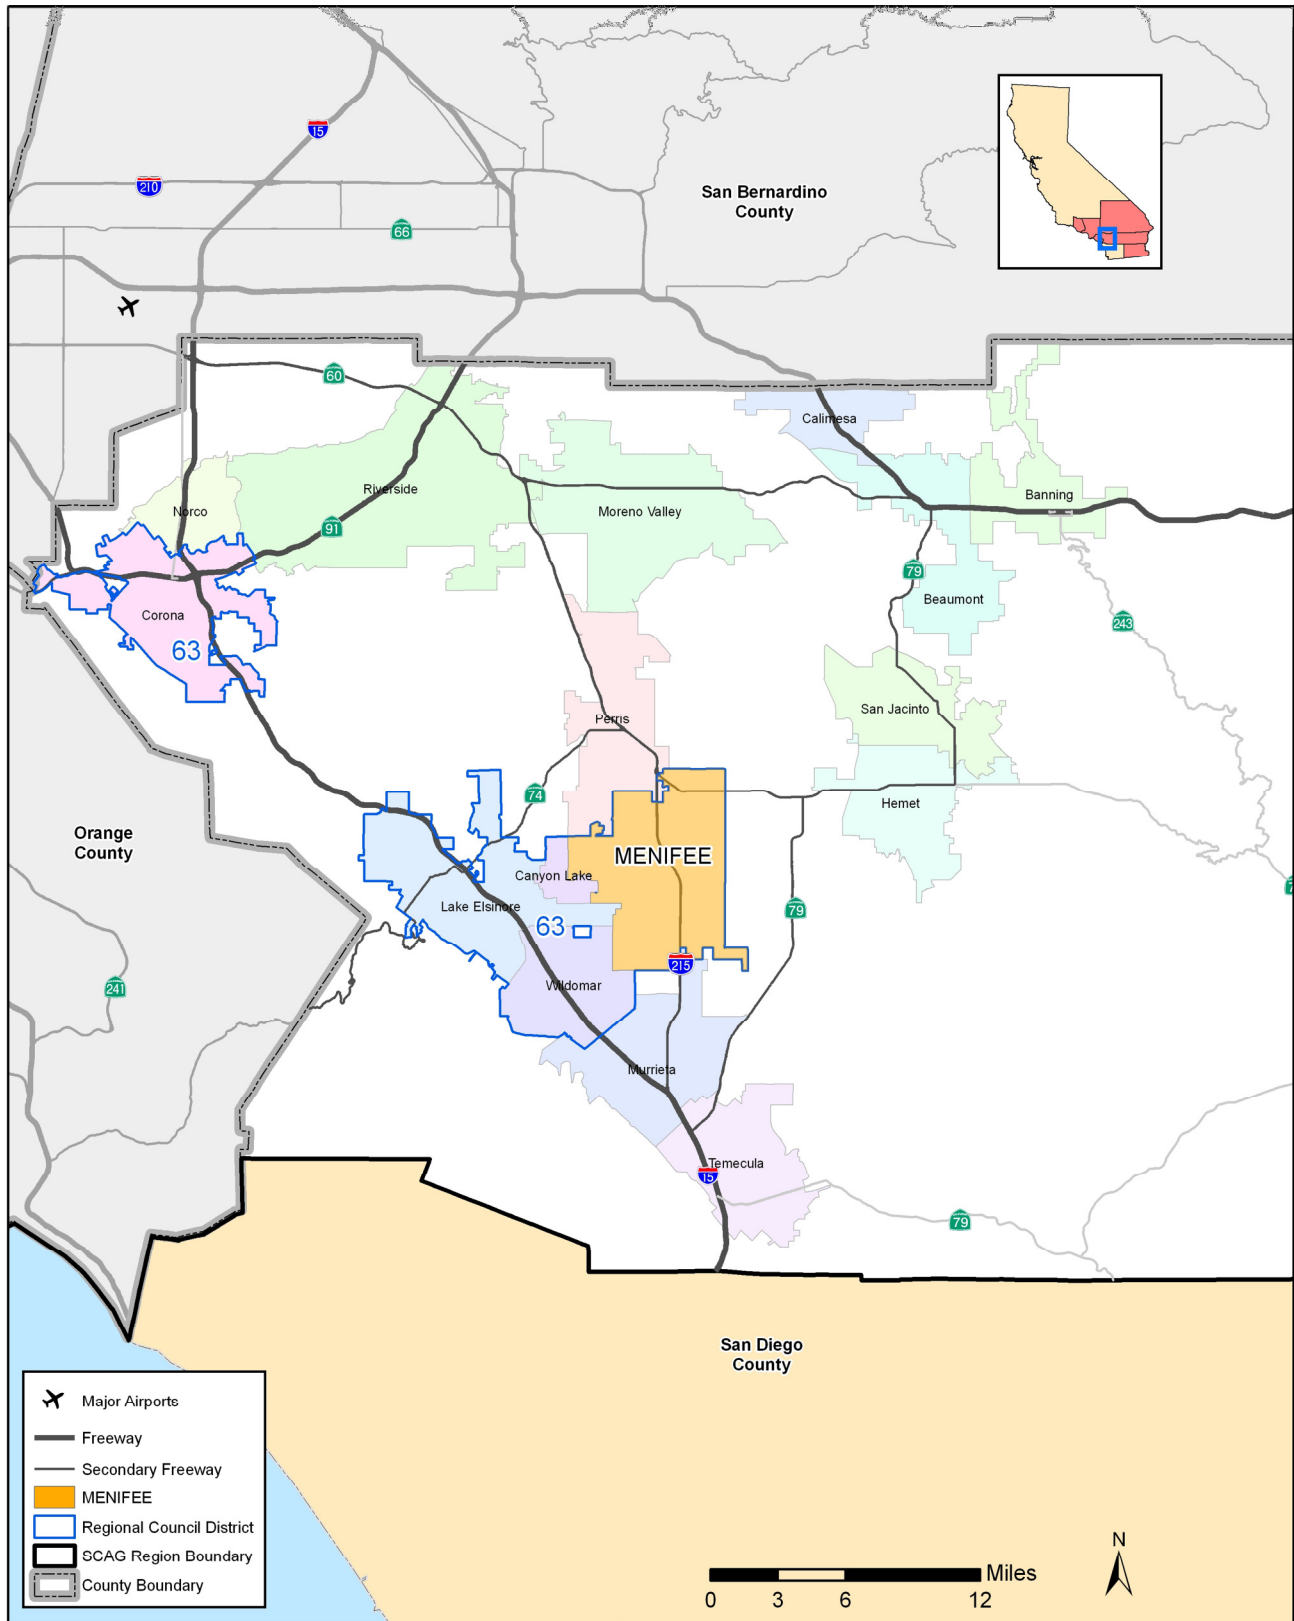 15
210
San Bernardino
County
66
60
Calimesa
Riverside
Banning
Norco
Moreno Valley
91
79
Beaumont
Corona
243
63
San Jacinto
Perris
74
Hemet
Orange
County
MENIFEE
Canyon Lake
Lake Elsinore
79
63
215
241
Wildomar
Murrieta
Temecula
15
79
San Diego
County
Major Airports
Freeway
Secondary Freeway
MENIFEE
Regional Council District
SCAG Region Boundary
County Boundary
N
Miles
0 3 6 12